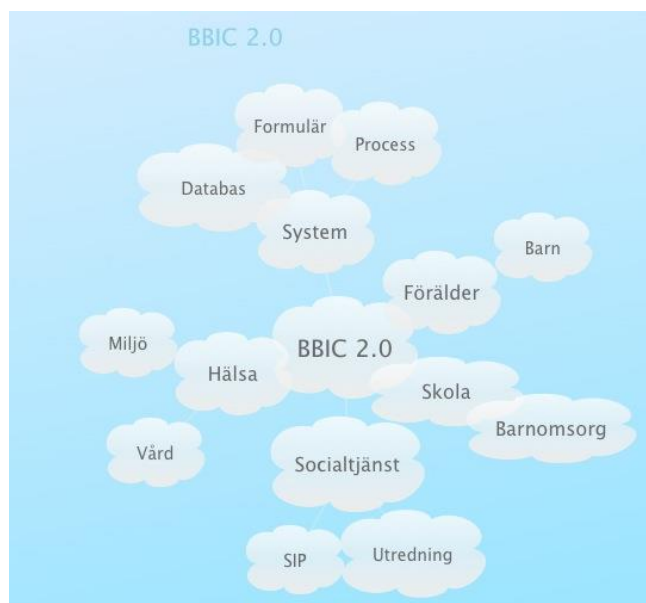 BBIC 2.0
Formulär
Process
Databas
System
Barn
Förälder
Miljö
BBIC 2.0
Hälsa
Skola
Barnomsorg
Vård
Socialtjänst
SIP
Utredning